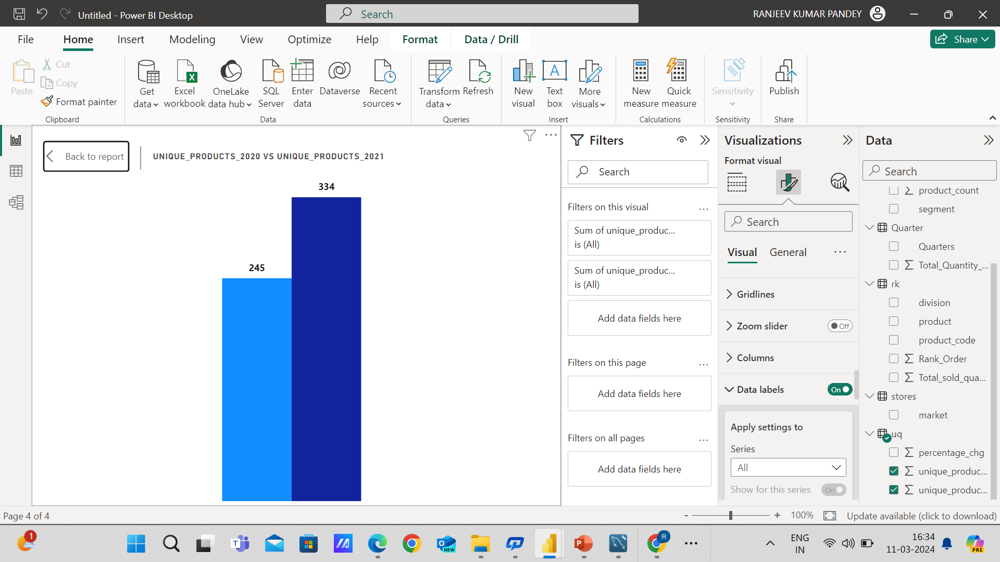 Untitled - Power BI Desktop
Search
RANJEEV KUMAR PANDEY
File
Home
Insert
Modeling
View
Optimize
Help
Format
Data / Drill
Share
Paste
Cut
Copy
Format painter
Clipboard
Get data
Excel workbook
OneLake data hub
SQL Server
Enter data
Dataverse
Recent sources
Data
Transform data
Refresh
Queries
New visual
Text box
More visuals
Insert
New measure
Quick measure
Calculations
Sensitivity
Sensitivity
Publish
Share
Back to report
UNIQUE_PRODUCTS_2020 VS UNIQUE_PRODUCTS_2021
334
245
Filters
Search
Filters on this visual
...
Sum of unique_produc...
is (All)
Sum of unique_produc...
is (All)
Add data fields here
Filters on this page
...
Add data fields here
Filters on all pages
...
Add data fields here
Visualizations
Format visual
Search
Visual
General
...
Gridlines
Zoom slider
Off
Columns
Data labels
On
Apply settings to
Series
All
Show for this series
On
Data
Search
Σ product_count
segment
Quarter
Quarters
Σ Total_Quantity_...
rk
division
product
product_code
Σ Rank_Order
Σ Total_sold_qua...
stores
market
uq
Σ percentage_chg
Σ unique_produc...
Σ unique_produc...
Page 4 of 4
- + 100%
Update available (click to download)
1
NEW
R
ENG
IN
16:34
11-03-2024
PRE